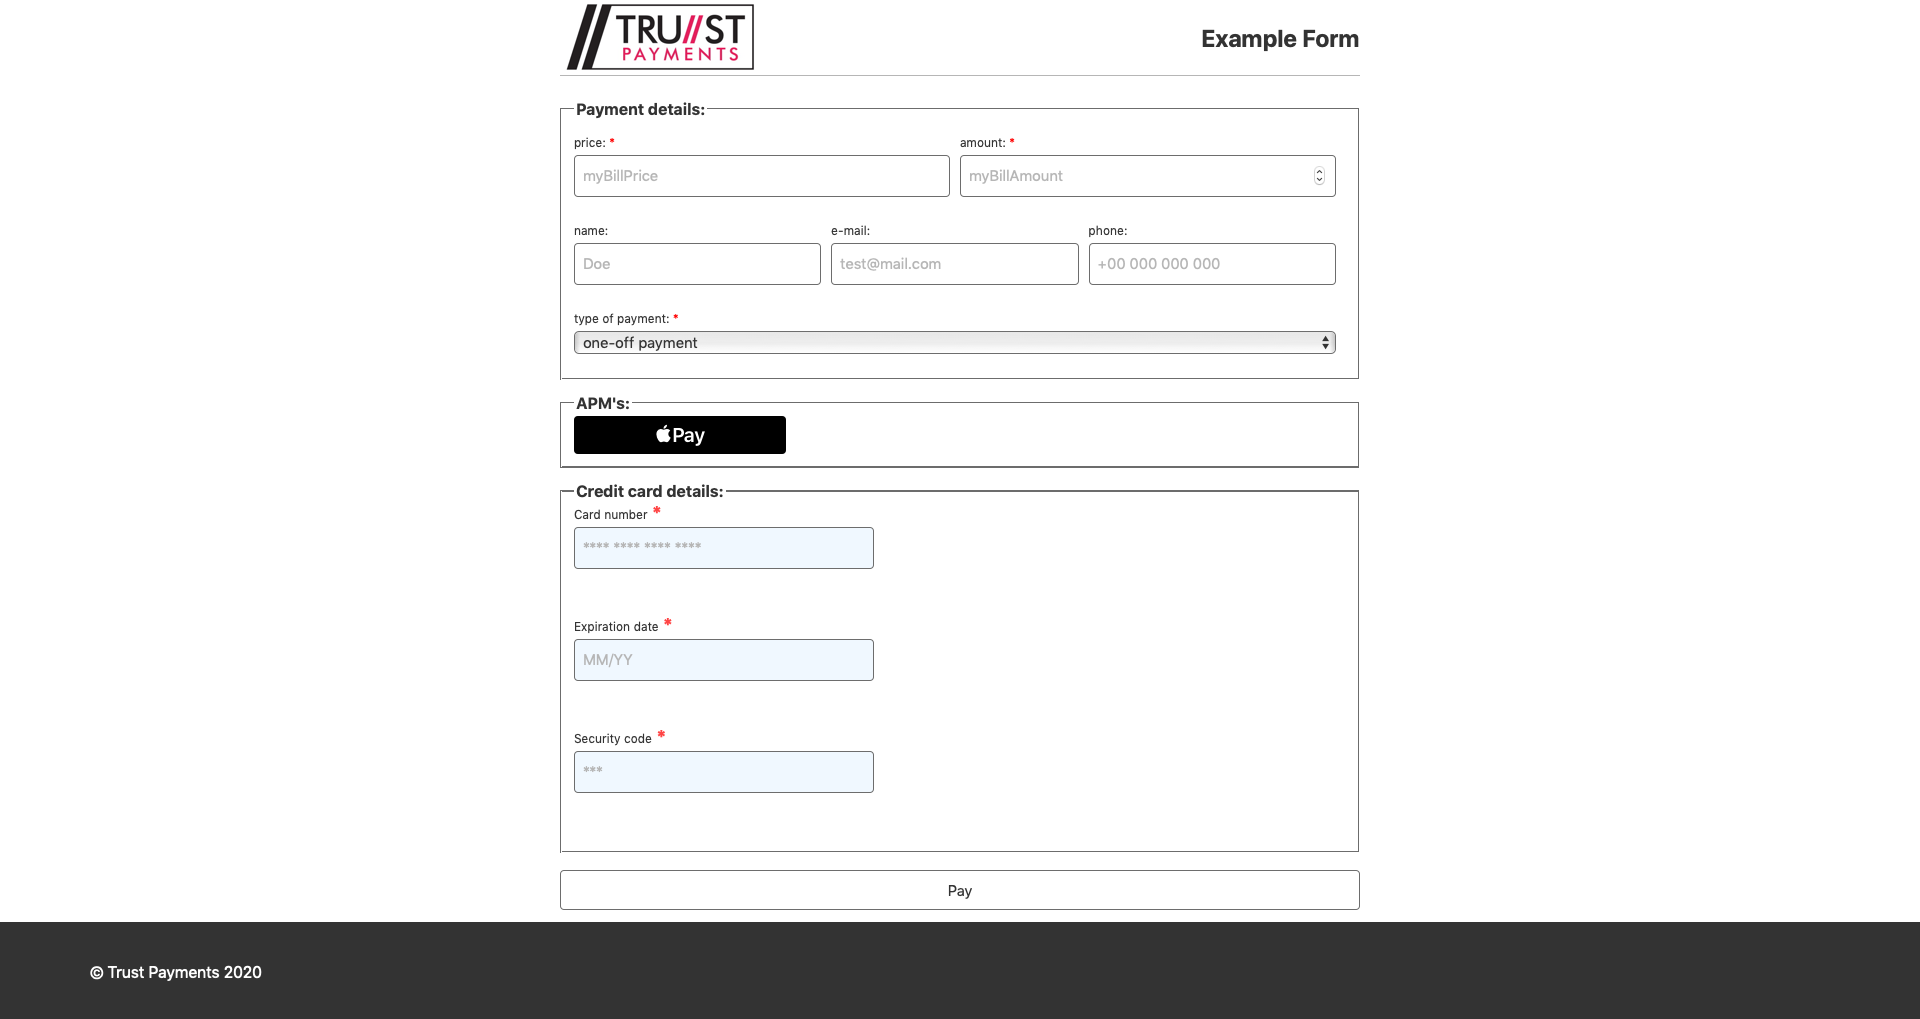 TRU//ST
PAYMENTS
Example Form
Payment details:
price: *
amount: *
myBillPrice
myBillAmount
name:
e-mail:
phone:
Doe
test@mail.com
+00 000 000 000
type of payment: *
one-off payment
APM's:
Pay
Credit card details:
Card number *
**** **** **** ****
Expiration date *
MM/YY
Security code *
***
Pay
© Trust Payments 2020